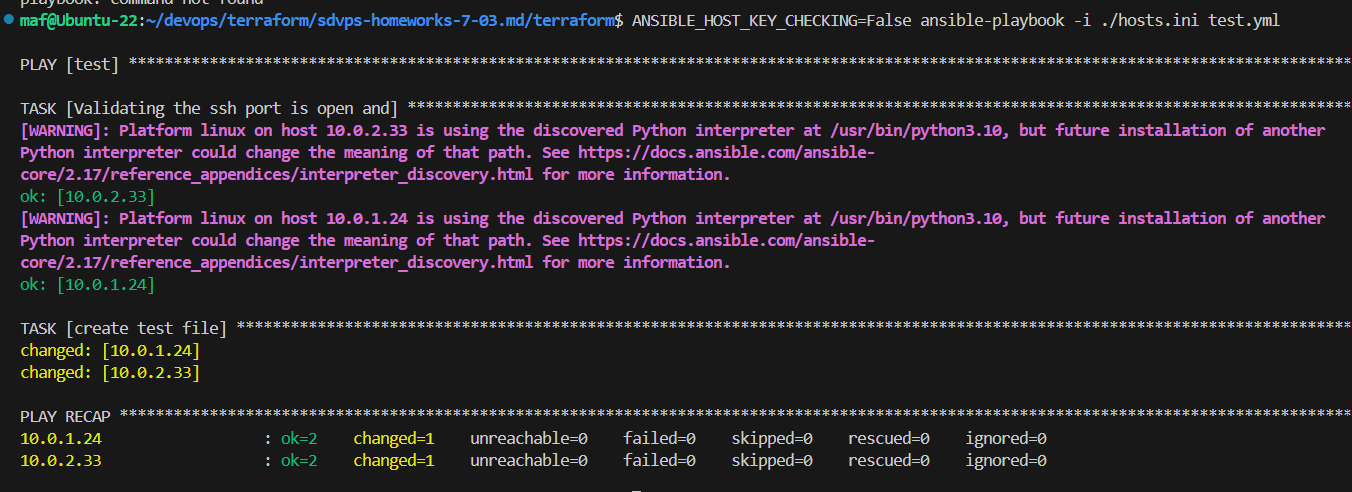 playbook: command not found
maf@Ubuntu-22:~/devops/terraform/sdvps-homeworks-7-03.md/terraform$ ANSIBLE_HOST_KEY_CHECKING=False ansible-playbook -i ./hosts.ini test.yml
PLAY [test] ****************************************************************************************************************************************
TASK [Validating the ssh port is open and] *********************************************************************************************************
[WARNING]: Platform linux on host 10.0.2.33 is using the discovered Python interpreter at /usr/bin/python3.10, but future installation of another
Python interpreter could change the meaning of that path. See https://docs.ansible.com/ansible-
core/2.17/reference_appendices/interpreter_discovery.html for more information.
ok: [10.0.2.33]
[WARNING]: Platform linux on host 10.0.1.24 is using the discovered Python interpreter at /usr/bin/python3.10, but future installation of another
Python interpreter could change the meaning of that path. See https://docs.ansible.com/ansible-
core/2.17/reference_appendices/interpreter_discovery.html for more information.
ok: [10.0.1.24]
TASK [create test file] ****************************************************************************************************************************
changed: [10.0.1.24]
changed: [10.0.2.33]
PLAY RECAP *****************************************************************************************************************************************
10.0.1.24                  : ok=2    changed=1    unreachable=0    failed=0    skipped=0    rescued=0    ignored=0
10.0.2.33                  : ok=2    changed=1    unreachable=0    failed=0    skipped=0    rescued=0    ignored=0